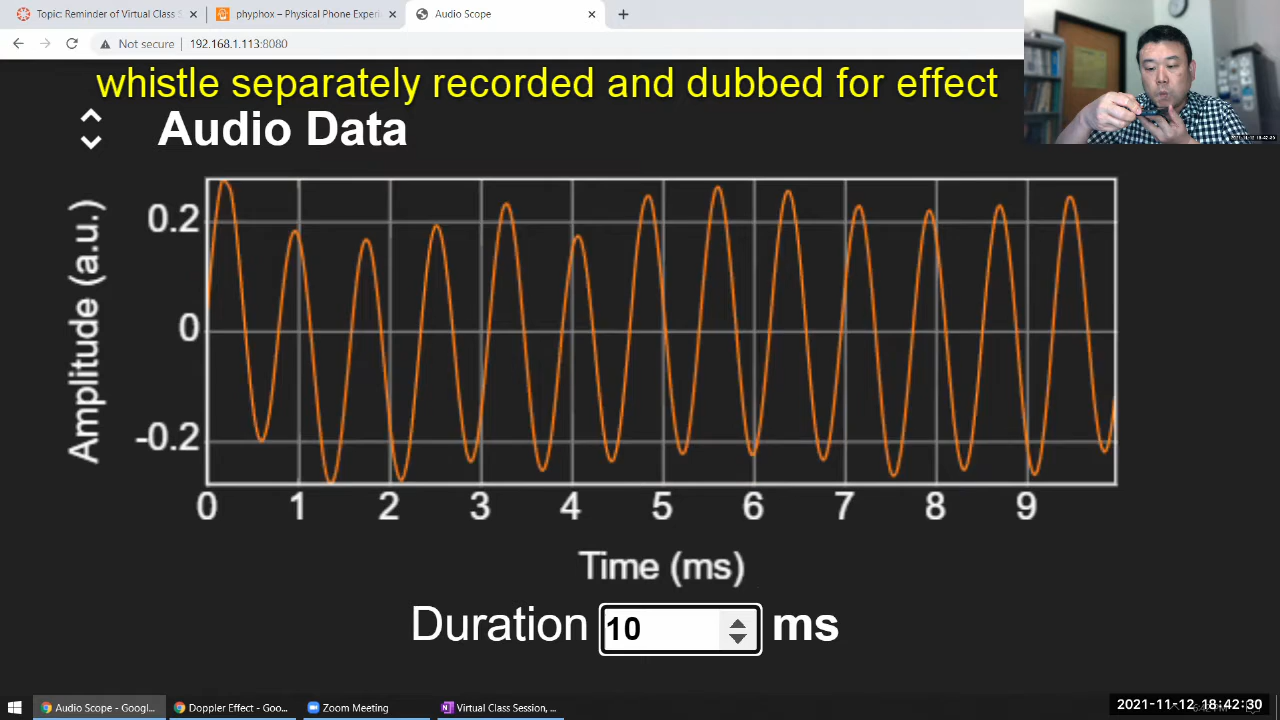 Topic: Reminder of Virtual Class S
phyphox – Physical Phone Experi
Audio Scope
Not secure
192.168.1.113:8080
whistle separately recorded and dubbed for effect
Audio Data
Amplitude (a.u.)
0.2
0
-0.2
0 1 2 3 4 5 6 7 8 9
Time (ms)
Duration 10 ms
Audio Scope - Googl...
Doppler Effect - Goo...
Zoom Meeting
Virtual Class Session, ...
2021-11-12 18:42:30